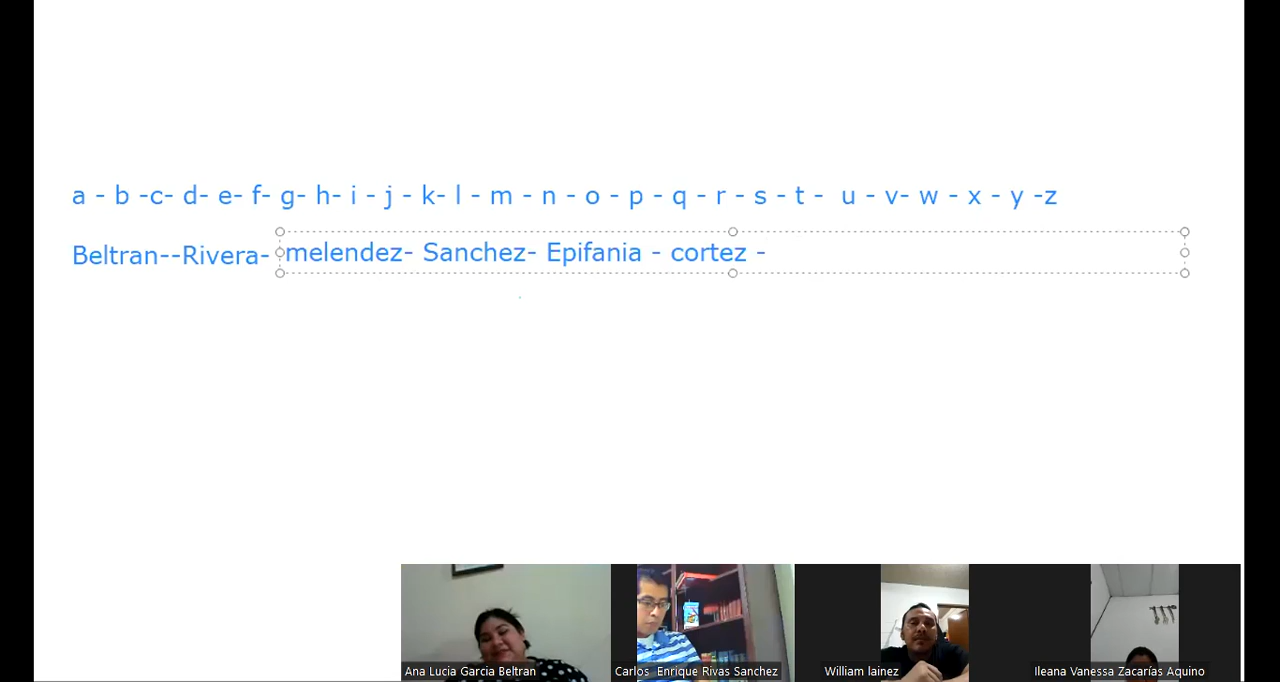 a - b -c- d- e- f- g- h- i - j - k- l - m - n - o - p - q - r - s - t -  u - v- w - x - y -z
Beltran--Rivera- melendez- Sanchez- Epifania - cortez -
Ana Lucia Garcia Beltran
Carlos  Enrique Rivas Sanchez
William lainez
Ileana Vanessa Zacarías Aquino